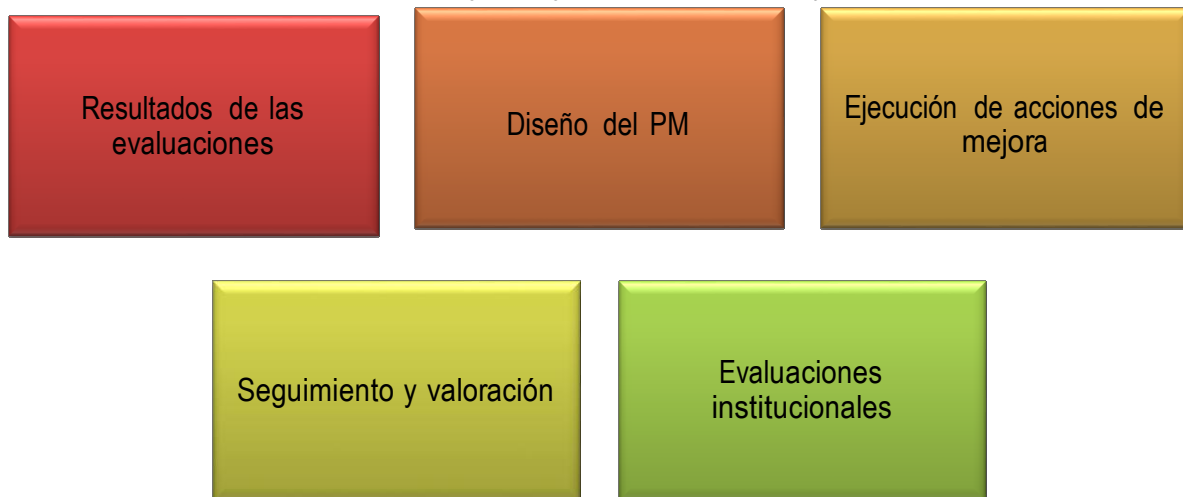 Resultados de las
evaluaciones
Diseño del PM
Ejecución de acciones de
mejora
Seguimiento y valoración
Evaluaciones
institucionales